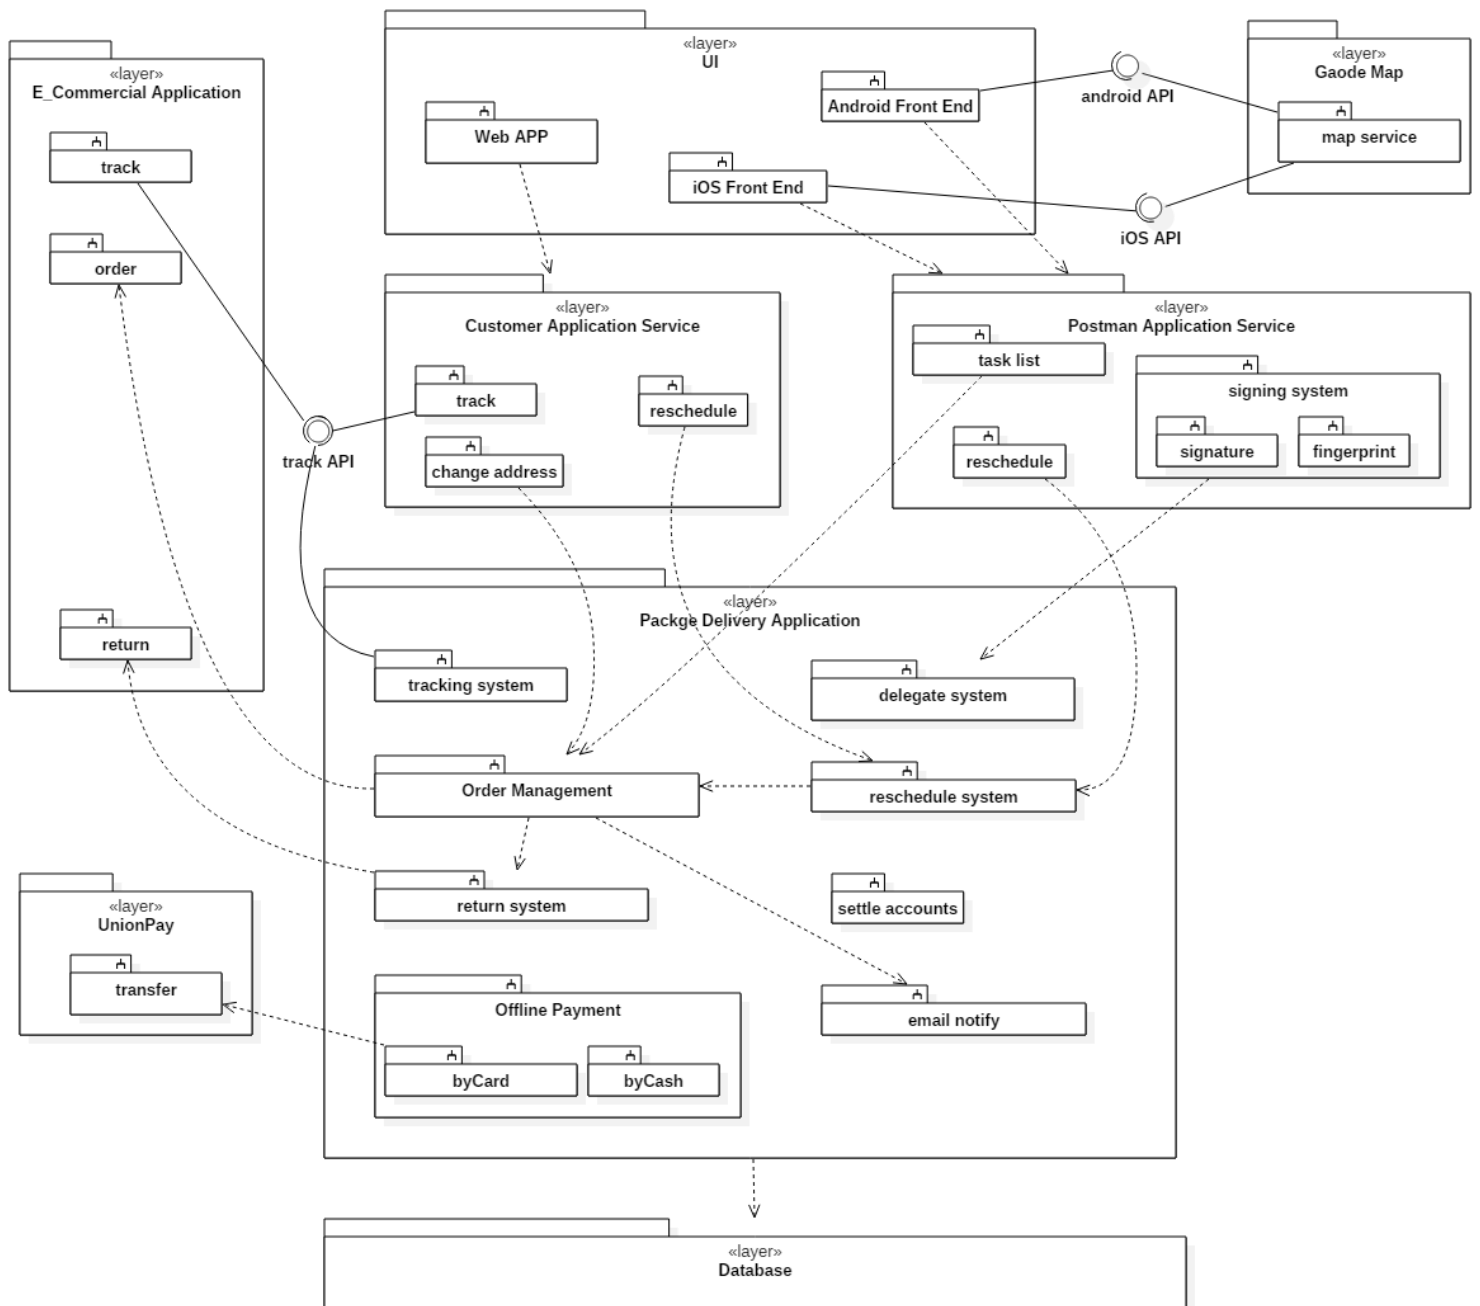 «layer»
E_Commercial Application
track
order
return
«layer»
UI
Web APP
Android Front End
iOS Front End
android API
iOS API
«layer»
Gaode Map
map service
«layer»
Customer Application Service
track
reschedule
change address
track API
«layer»
Postman Application Service
task list
signing system
signature
fingerprint
reschedule
«layer»
Packge Delivery Application
tracking system
delegate system
Order Management
reschedule system
return system
settle accounts
Offline Payment
byCard
byCash
email notify
«layer»
UnionPay
transfer
«layer»
Database